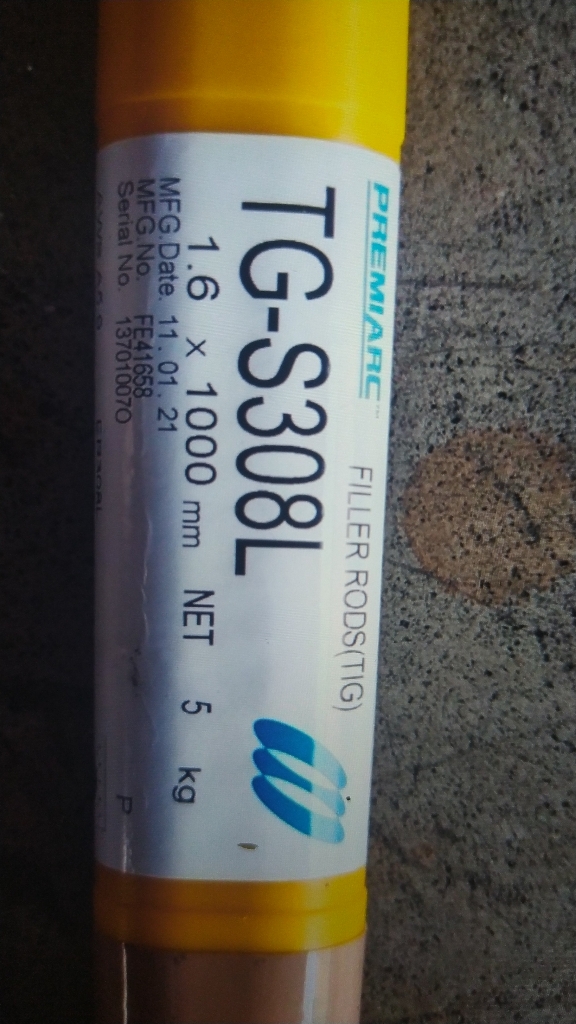 PREMIARC™
FILLER RODS(TIG)
TG-S308L
1.6 x 1000 mm NET 5 kg
MFG.Date. 11.01.21
MFG.No. FE41658
Serial No. 13701007O
P